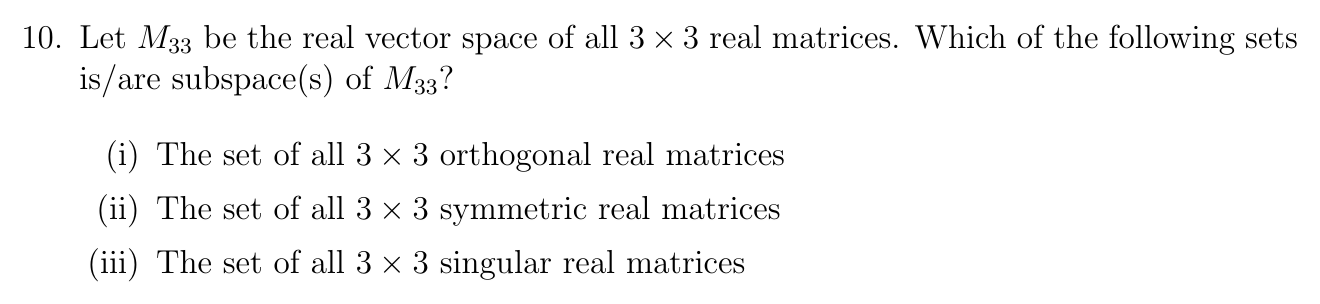 10. Let M₃₃ be the real vector space of all 3 × 3 real matrices. Which of the following sets
is/are subspace(s) of M₃₃?
(i) The set of all 3 × 3 orthogonal real matrices
(ii) The set of all 3 × 3 symmetric real matrices
(iii) The set of all 3 × 3 singular real matrices